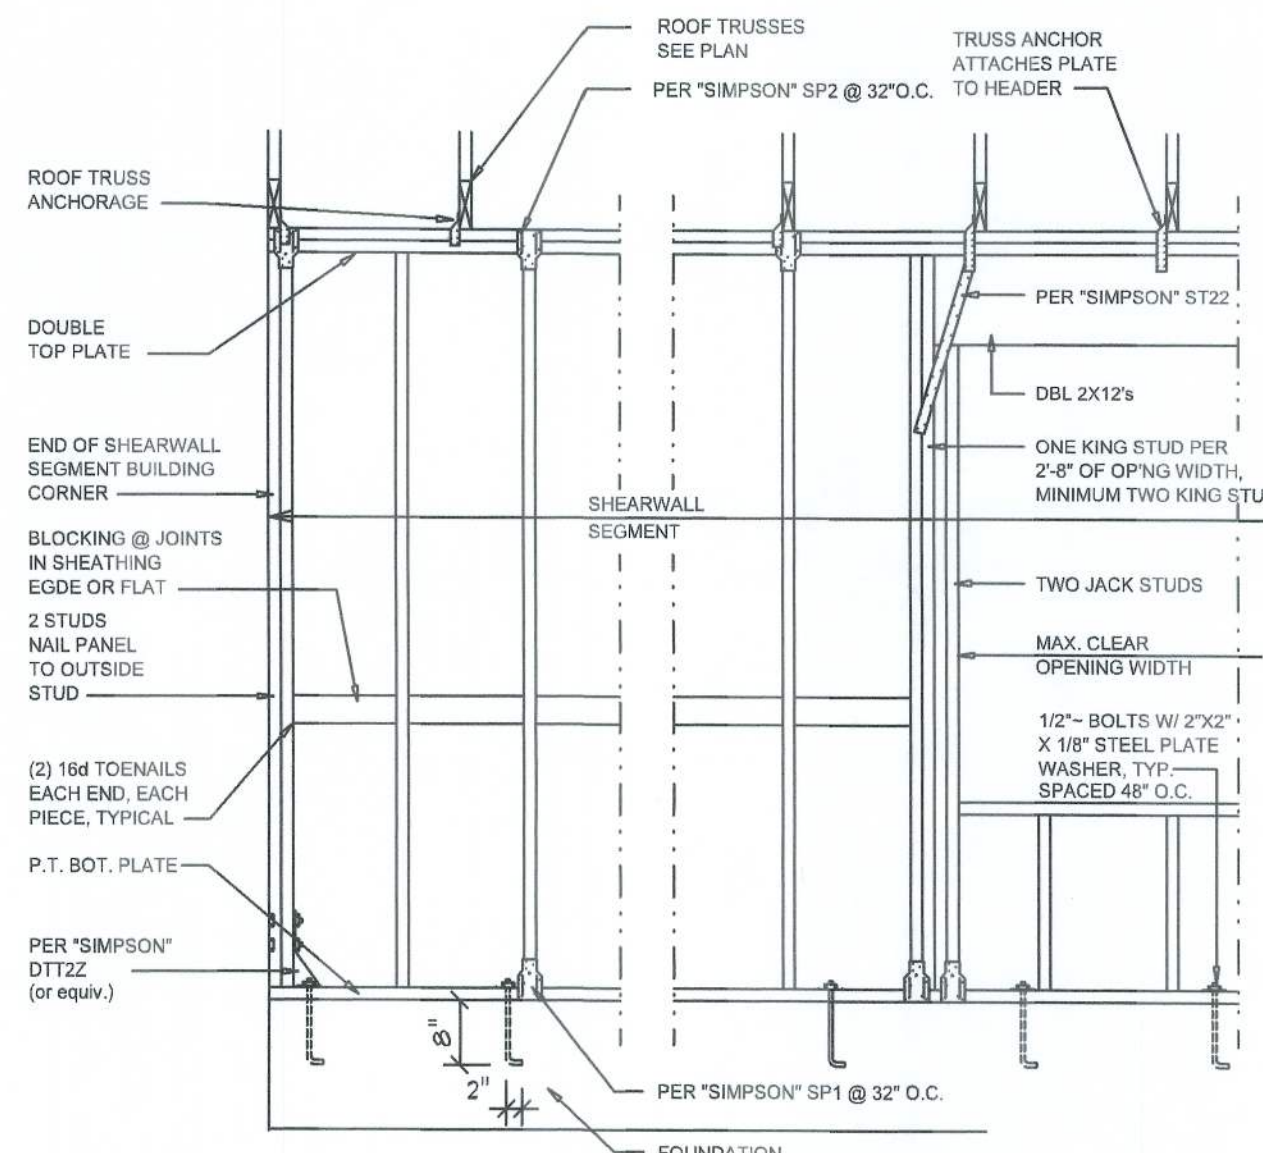 ROOF TRUSSES
SEE PLAN
TRUSS ANCHOR
ATTACHES PLATE
TO HEADER
PER "SIMPSON" SP2 @ 32"O.C.
ROOF TRUSS
ANCHORAGE
PER "SIMPSON" ST22
DOUBLE
TOP PLATE
DBL 2X12's
END OF SHEARWALL
SEGMENT BUILDING
CORNER
ONE KING STUD PER
2'-8" OF OP'NG WIDTH,
MINIMUM TWO KING STU
SHEARWALL
SEGMENT
BLOCKING @ JOINTS
IN SHEATHING
EGDE OR FLAT
TWO JACK STUDS
2 STUDS
NAIL PANEL
TO OUTSIDE
STUD
MAX. CLEAR
OPENING WIDTH
1/2"~ BOLTS W/ 2"X2"
X 1/8" STEEL PLATE
WASHER, TYP.
SPACED 48" O.C.
(2) 16d TOENAILS
EACH END, EACH
PIECE, TYPICAL
P.T. BOT. PLATE
PER "SIMPSON"
DTT2Z
(or equiv.)
8"
2"
PER "SIMPSON" SP1 @ 32" O.C.
FOUNDATION